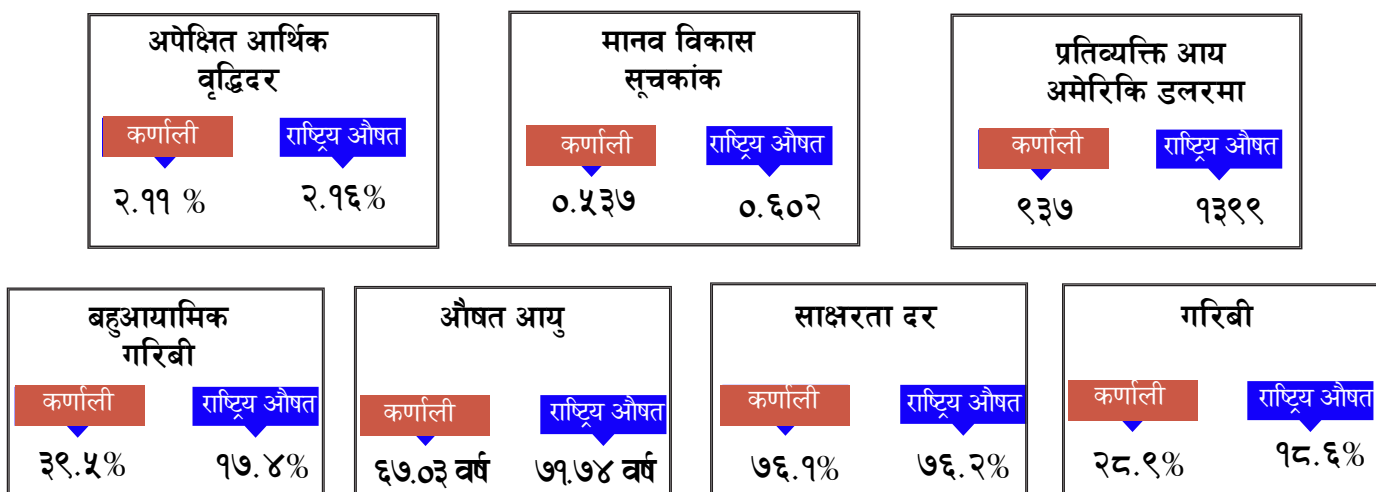 अपेक्षित आर्थिक
वृद्धिदर
कर्णाली राष्ट्रिय औषत
२.११ % २.१६%
मानव विकास
सूचकांक
कर्णाली राष्ट्रिय औषत
०.५३७ ०.६०२
प्रतिव्यक्ति आय
अमेरिकि डलरमा
कर्णाली राष्ट्रिय औषत
९३७ १३९९
बहुआयामिक
गरिबी
कर्णाली राष्ट्रिय औषत
३९.५% १७.४%
औषत आयु
कर्णाली राष्ट्रिय औषत
६७.०३ वर्ष ७१.७४ वर्ष
साक्षरता दर
कर्णाली राष्ट्रिय औषत
७६.१% ७६.२%
गरिबी
कर्णाली राष्ट्रिय औषत
२८.९% १८.६%